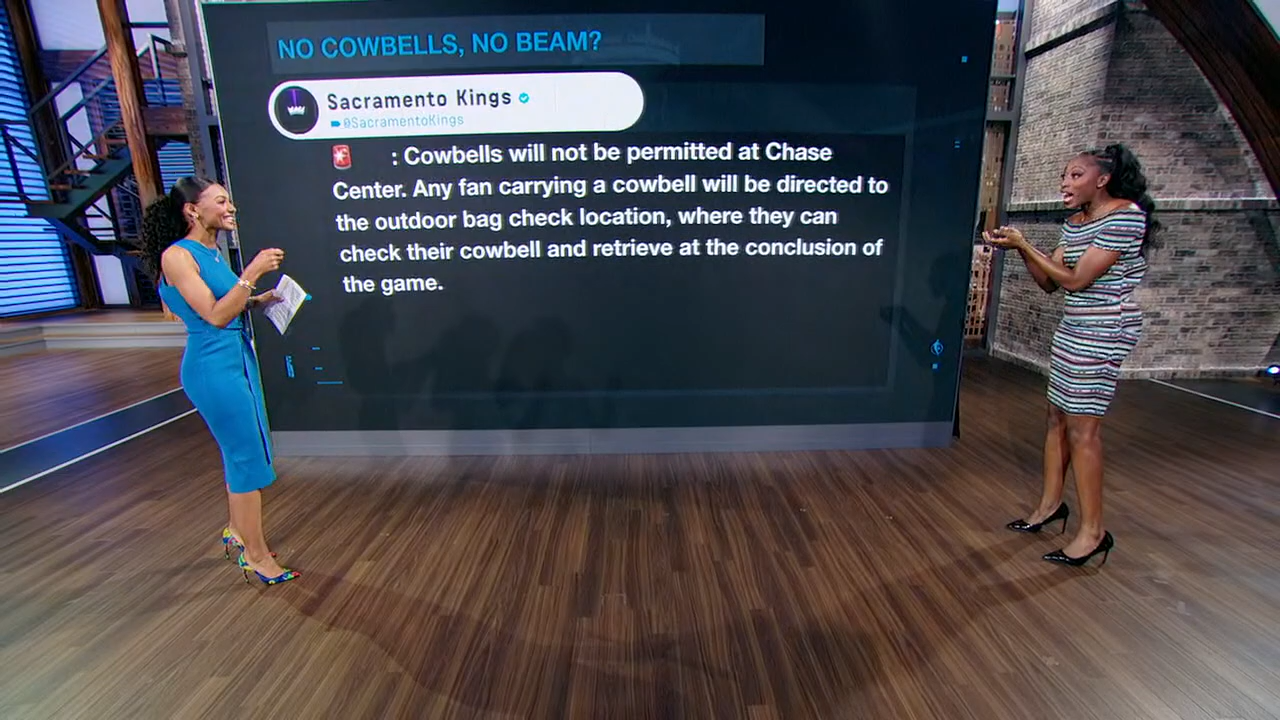 NO COWBELLS, NO BEAM?
Sacramento Kings
@SacramentoKings
: Cowbells will not be permitted at Chase
Center. Any fan carrying a cowbell will be directed to
the outdoor bag check location, where they can
check their cowbell and retrieve at the conclusion of
the game.